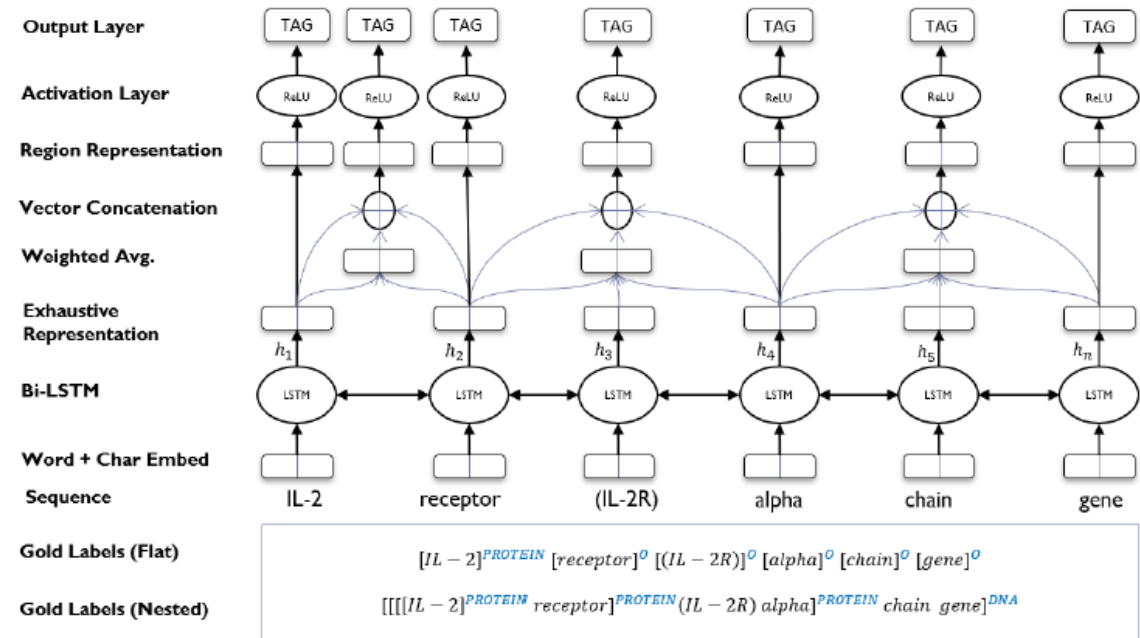 Output Layer TAG TAG TAG TAG TAG TAG TAG
Activation Layer ReLU ReLU ReLU ReLU ReLU ReLU ReLU
Region Representation
Vector Concatenation
Weighted Avg.
Exhaustive
Representation
h₁ h₂ h₃ h₄ h₅ hₙ
Bi-LSTM LSTM LSTM LSTM LSTM LSTM LSTM
Word + Char Embed
Sequence IL-2 receptor (IL-2R) alpha chain gene
Gold Labels (Flat) [IL − 2]^PROTEIN [receptor]^O [(IL − 2R)]^O [alpha]^O [chain]^O [gene]^O
Gold Labels (Nested) [[[[IL − 2]^PROTEIN receptor]^PROTEIN (IL − 2R) alpha]^PROTEIN chain gene]^DNA